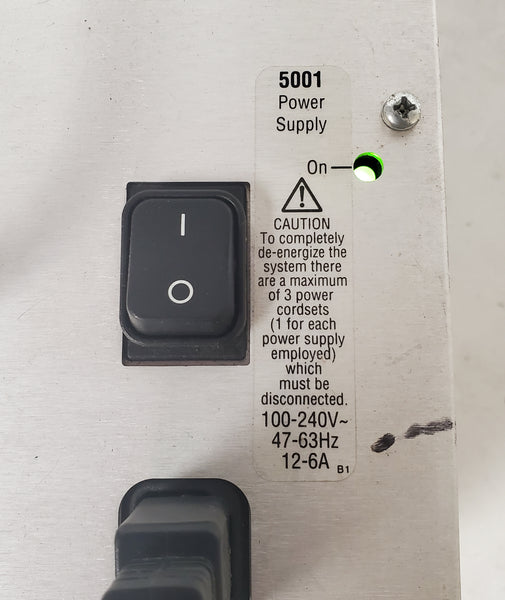 5001
Power
Supply
On
CAUTION
To completely
de-energize the
system there
are a maximum
of 3 power
cordsets
(1 for each
power supply
employed)
which
must be
disconnected.
100-240V~
47-63Hz
12-6A B1
I
O